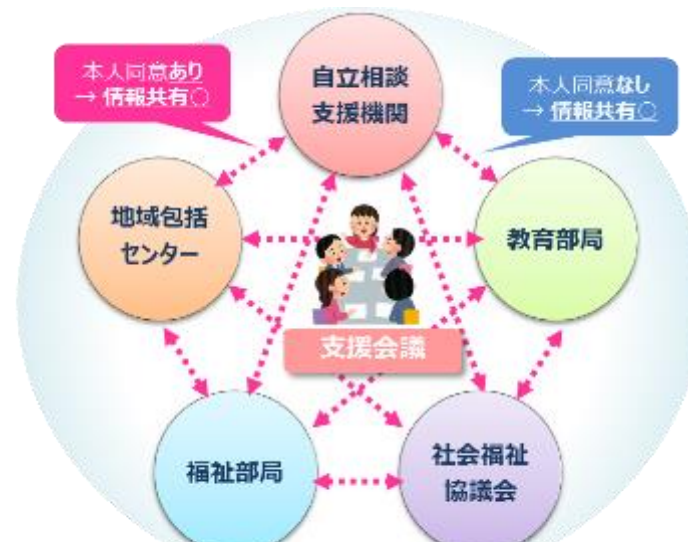 本人同意あり
→ 情報共有○
自立相談
支援機関
本人同意なし
→ 情報共有○
地域包括
センター
教育部局
支援会議
福祉部局
社会福祉
協議会